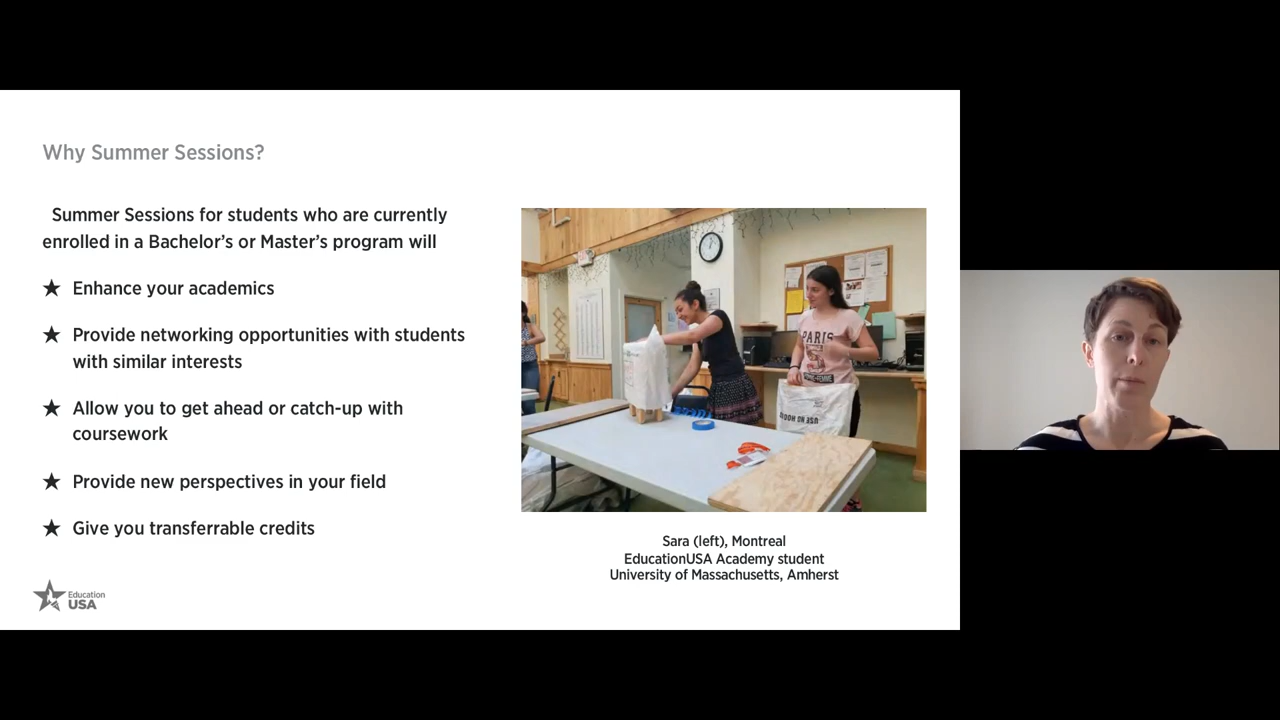 Why Summer Sessions?
Summer Sessions for students who are currently
enrolled in a Bachelor's or Master's program will
★ Enhance your academics
★ Provide networking opportunities with students
with similar interests
★ Allow you to get ahead or catch-up with
coursework
★ Provide new perspectives in your field
★ Give you transferrable credits
PARIS
USE NO HOOKS
Sara (left), Montreal
EducationUSA Academy student
University of Massachusetts, Amherst
Education
USA